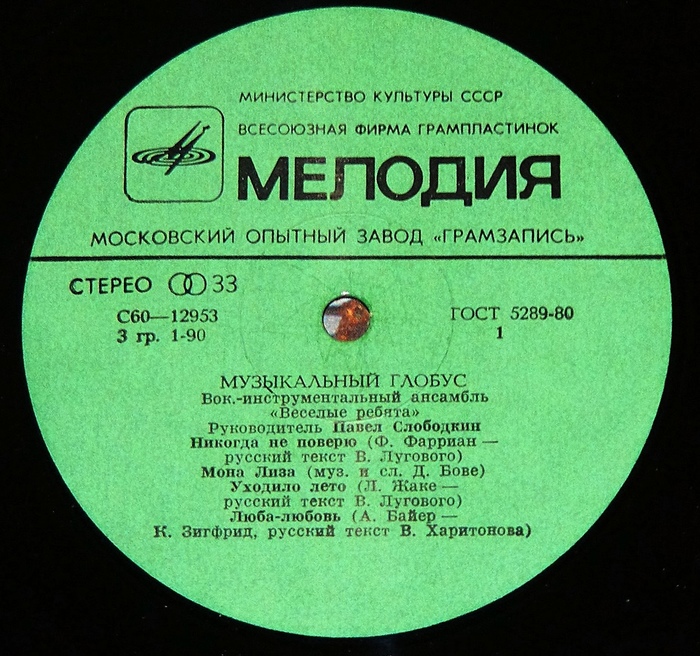 МИНИСТЕРСТВО КУЛЬТУРЫ СССР
ВСЕСОЮЗНАЯ ФИРМА ГРАМПЛАСТИНОК
МЕЛОДИЯ
МОСКОВСКИЙ ОПЫТНЫЙ ЗАВОД «ГРАМЗАПИСЬ»
СТЕРЕО 33
С60—12953
3 гр. 1-90
ГОСТ 5289-80
1
МУЗЫКАЛЬНЫЙ ГЛОБУС
Вок.-инструментальный ансамбль
«Веселые ребята»
Руководитель Павел Слободкин
Никогда не поверю (Ф. Фарриан —
русский текст В. Лугового)
Мона Лиза (муз. и сл. Д. Бове)
Уходило лето (Л. Жаке —
русский текст В. Лугового)
Люба-любовь (А. Байер —
К. Зигфрид, русский текст В. Харитонова)